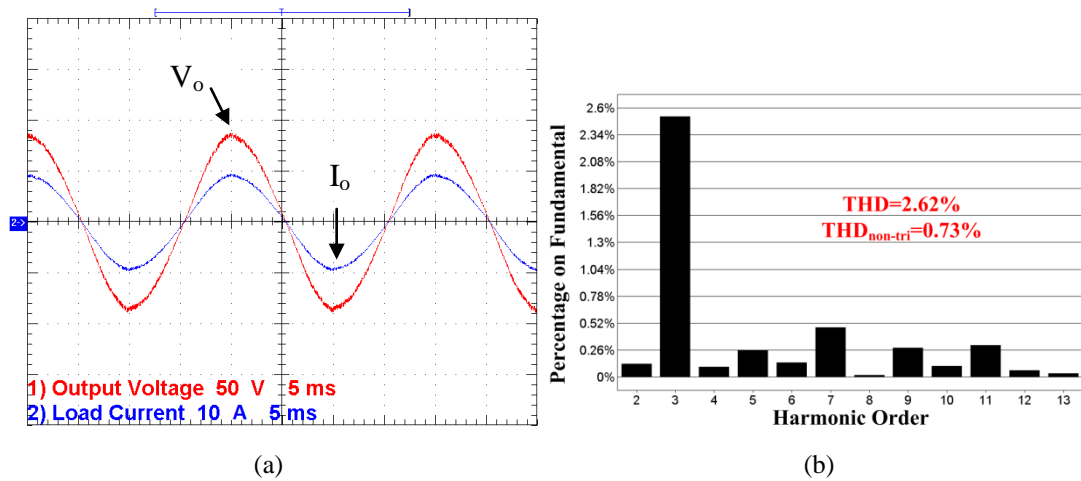 Vo
Io
2->
1) Output Voltage 50 V 5 ms
2) Load Current 10 A 5 ms
(a)
Percentage on Fundamental
2.6%
2.34%
2.08%
1.82%
1.56%
1.3%
1.04%
0.78%
0.52%
0.26%
0%
THD=2.62%
THDnon-tri=0.73%
2 3 4 5 6 7 8 9 10 11 12 13
Harmonic Order
(b)